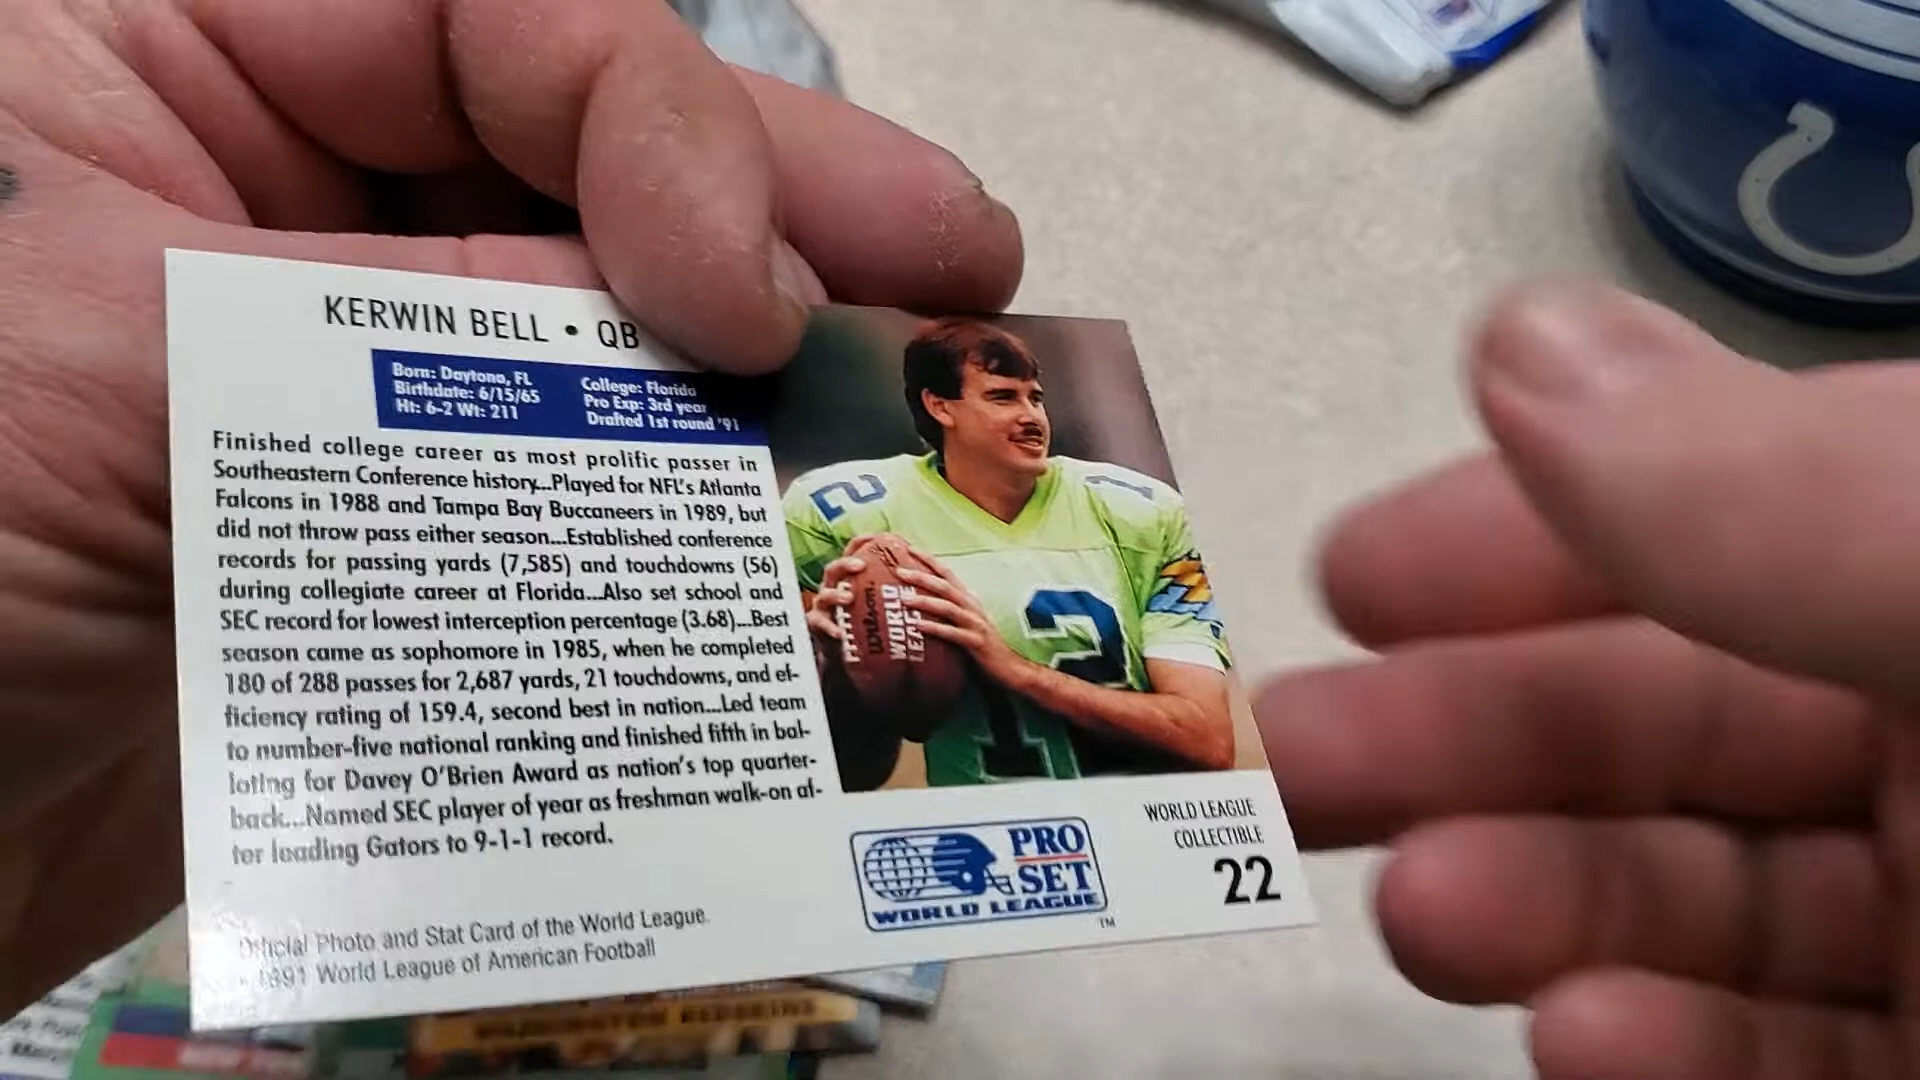 KERWIN BELL • QB
Born: Daytona, FL
Birthdate: 6/15/65
Ht: 6-2 Wt: 211
College: Florida
Pro Exp: 3rd year
Drafted 1st round '91
Finished college career as most prolific passer in
Southeastern Conference history...Played for NFL's Atlanta
Falcons in 1988 and Tampa Bay Buccaneers in 1989, but
did not throw pass either season...Established conference
records for passing yards (7,585) and touchdowns (56)
during collegiate career at Florida...Also set school and
SEC record for lowest interception percentage (3.68)...Best
season came as sophomore in 1985, when he completed
180 of 288 passes for 2,687 yards, 21 touchdowns, and ef-
ficiency rating of 159.4, second best in nation...Led team
to number-five national ranking and finished fifth in bal-
loting for Davey O'Brien Award as nation's top quarter-
back...Named SEC player of year as freshman walk-on af-
ter leading Gators to 9-1-1 record.
Official Photo and Stat Card of the World League.
1991 World League of American Football
2
1
Wilson
WORLD
LEAGUE
12
PRO
SET
WORLD LEAGUE
TM
WORLD LEAGUE
COLLECTIBLE
22
WASHINGTON REDSKINS